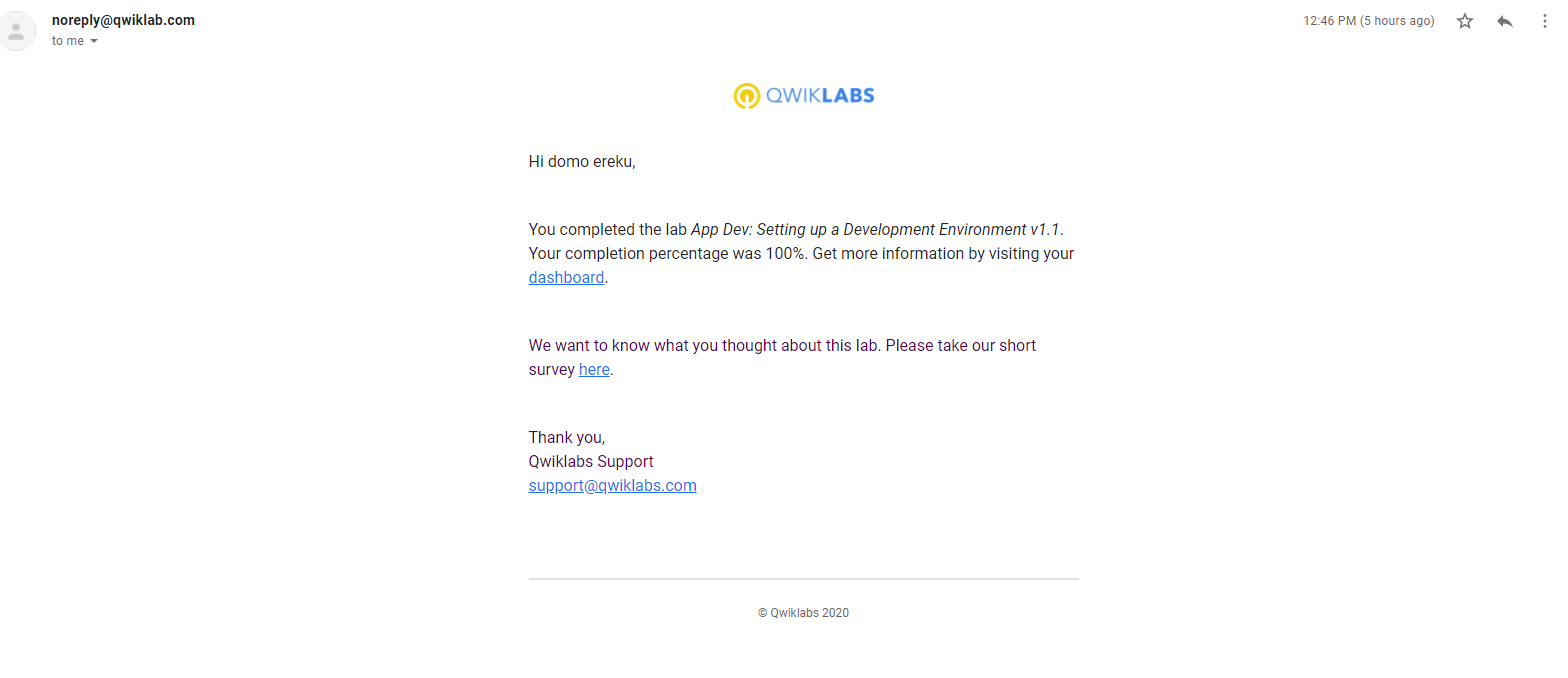 noreply@qwiklab.com
12:46 PM (5 hours ago)
to me
QWIKLABS
Hi domo ereku,
You completed the lab App Dev: Setting up a Development Environment v1.1.
Your completion percentage was 100%. Get more information by visiting your
dashboard.
We want to know what you thought about this lab. Please take our short
survey here.
Thank you,
Qwiklabs Support
support@qwiklabs.com
© Qwiklabs 2020